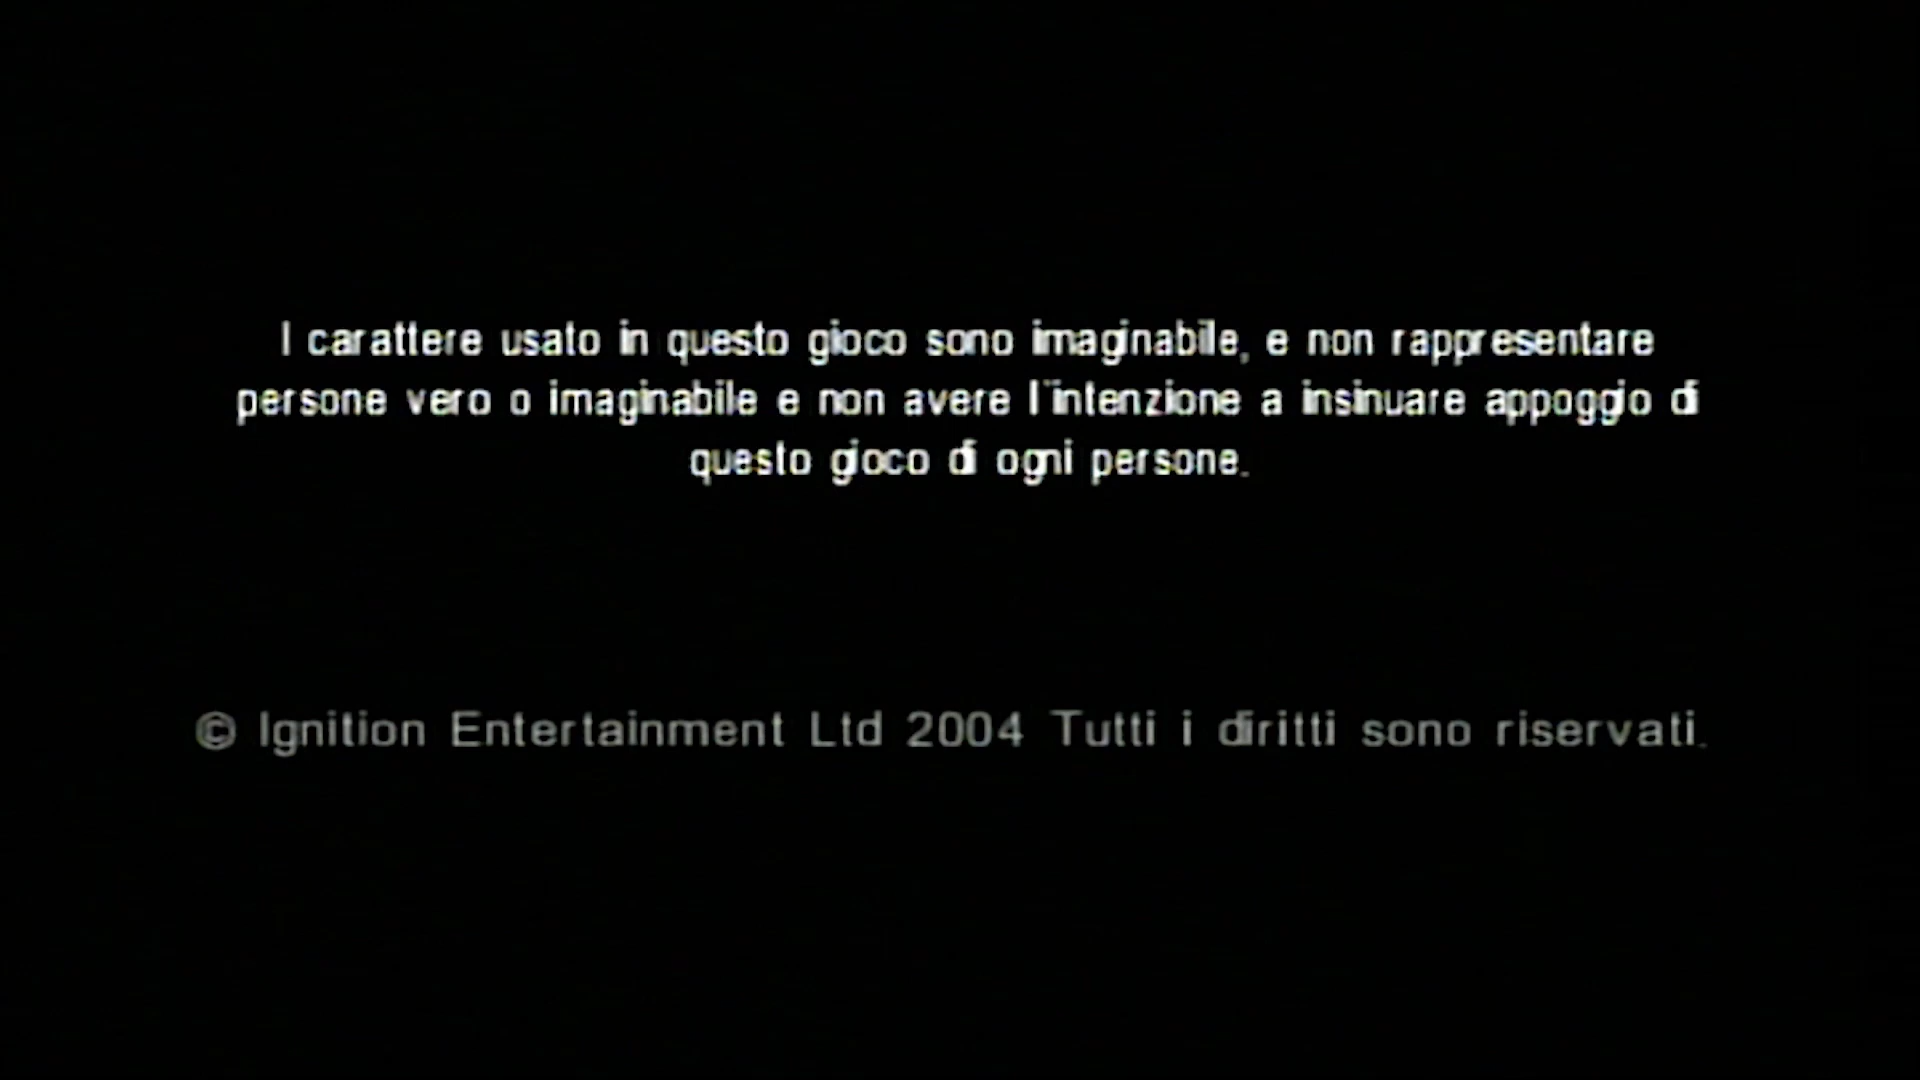 I carattere usato in questo gioco sono imaginabile, e non rappresentare
persone vero o imaginabile e non avere l¨intenzione a insinuare appoggio di
questo gioco di ogni persone.
© Ignition Entertainment Ltd 2004 Tutti i diritti sono riservati.